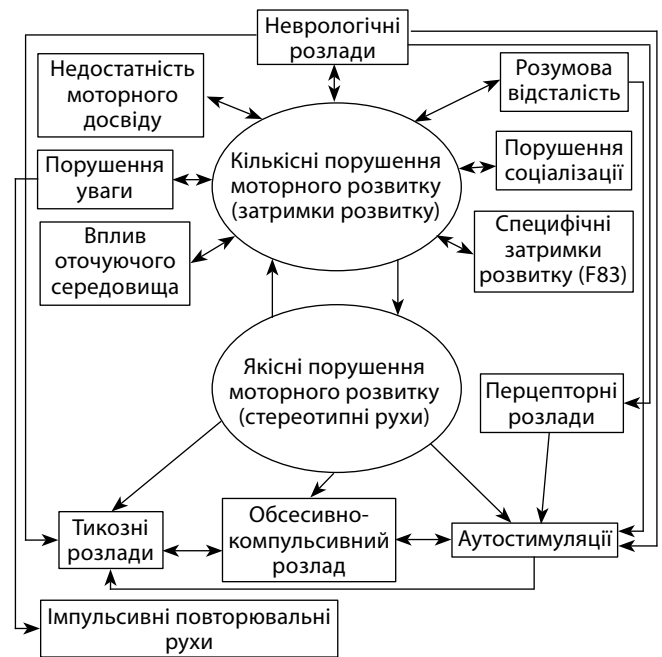 Неврологічні
розлади
Недостатність
моторного
досвіду
Розумова
відсталість
Кількісні порушення
моторного розвитку
(затримки розвитку)
Порушення
уваги
Порушення
соціалізації
Вплив
оточуючого
середовища
Специфічні
затримки
розвитку (F83)
Якісні порушення
моторного розвитку
(стереотипні рухи)
Перцепторні
розлади
Тикозні
розлади
Обсесивно-
компульсивний
розлад
Аутостимуляції
Імпульсивні повторювальні
рухи